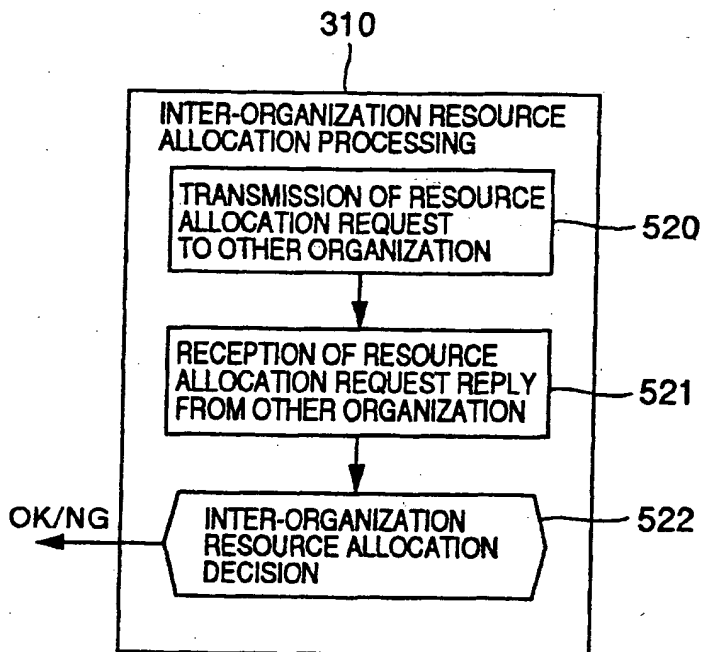 310
INTER-ORGANIZATION RESOURCE
ALLOCATION PROCESSING
TRANSMISSION OF RESOURCE
ALLOCATION REQUEST
TO OTHER ORGANIZATION
520
RECEPTION OF RESOURCE
ALLOCATION REQUEST REPLY
FROM OTHER ORGANIZATION
521
OK/NG
INTER-ORGANIZATION
RESOURCE ALLOCATION
DECISION
522